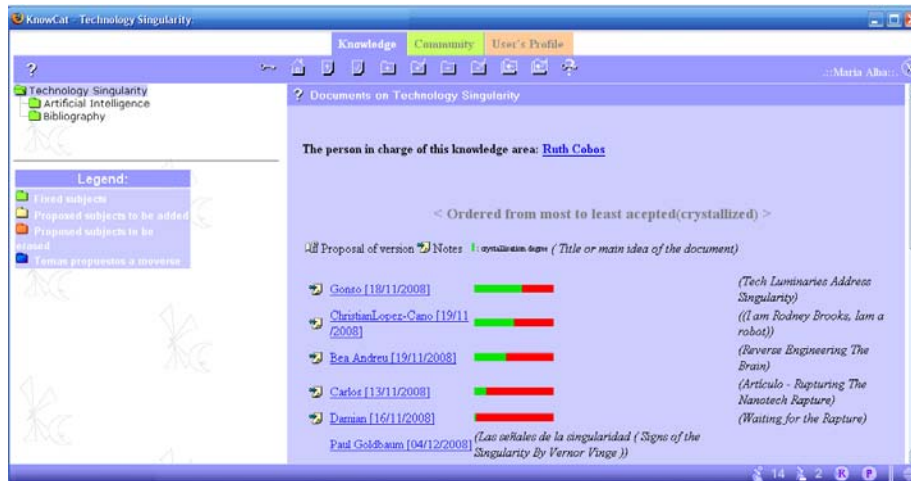 KnowCat - Technology Singularity.
Knowledge Community User's Profile
? .::Maria Alba::.
Technology Singularity
Artificial Intelligence
Bibliography
Legend:
Fixed subjects
Proposed subjects to be added
Proposed subjects to be
erased
Temas propuestos a moverse
? Documents on Technology Singularity
The person in charge of this knowledge area: Ruth Cobos
< Ordered from most to least acepted(crystallized) >
Proposal of version Notes : crystallization degree ( Title or main idea of the document)
Gonso [18/11/2008] (Tech Luminaries Address
Singularity)
ChristianLopez-Cano [19/11
/2008] ((I am Rodney Brooks, Iam a
robot))
Bea Andreu [19/11/2008] (Reverse Engineering The
Brain)
Carlos [13/11/2008] (Artículo - Rupturing The
Nanotech Rapture)
Damian [16/11/2008] (Waiting for the Rapture)
Paul Goldbaum [04/12/2008] (Las señales de la singularidad ( Signs of the
Singularity By Vernor Vinge ))
14 2 K P